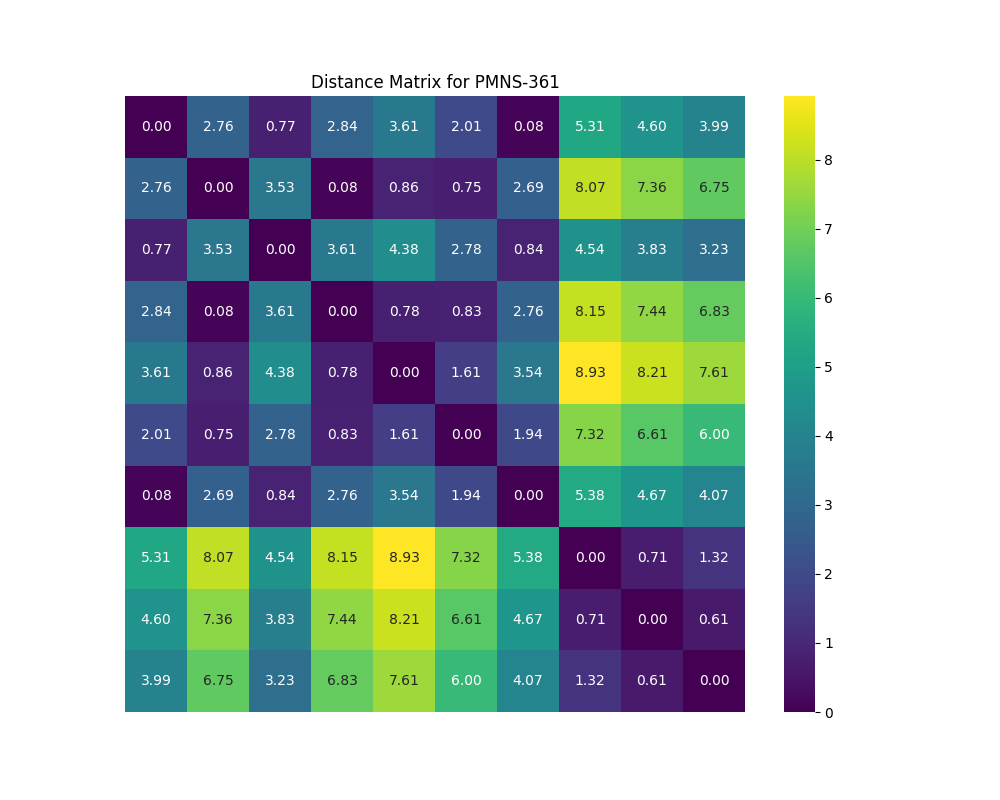 Distance Matrix for PMNS-361
0.00 2.76 0.77 2.84 3.61 2.01 0.08 5.31 4.60 3.99
2.76 0.00 3.53 0.08 0.86 0.75 2.69 8.07 7.36 6.75
0.77 3.53 0.00 3.61 4.38 2.78 0.84 4.54 3.83 3.23
2.84 0.08 3.61 0.00 0.78 0.83 2.76 8.15 7.44 6.83
3.61 0.86 4.38 0.78 0.00 1.61 3.54 8.93 8.21 7.61
2.01 0.75 2.78 0.83 1.61 0.00 1.94 7.32 6.61 6.00
0.08 2.69 0.84 2.76 3.54 1.94 0.00 5.38 4.67 4.07
5.31 8.07 4.54 8.15 8.93 7.32 5.38 0.00 0.71 1.32
4.60 7.36 3.83 7.44 8.21 6.61 4.67 0.71 0.00 0.61
3.99 6.75 3.23 6.83 7.61 6.00 4.07 1.32 0.61 0.00
8
7
6
5
4
3
2
1
0